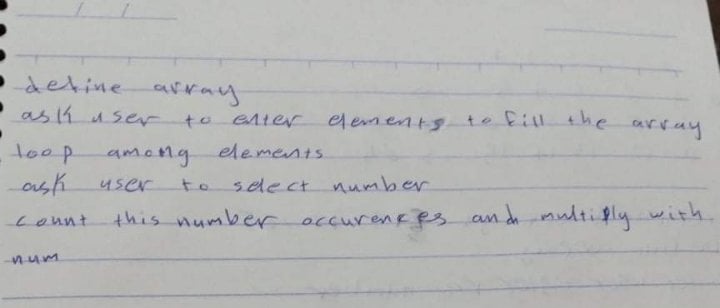 define array
ask user to enter elements to fill the array
loop among elements
ask user to select number
count this number occurences and multiply with
num